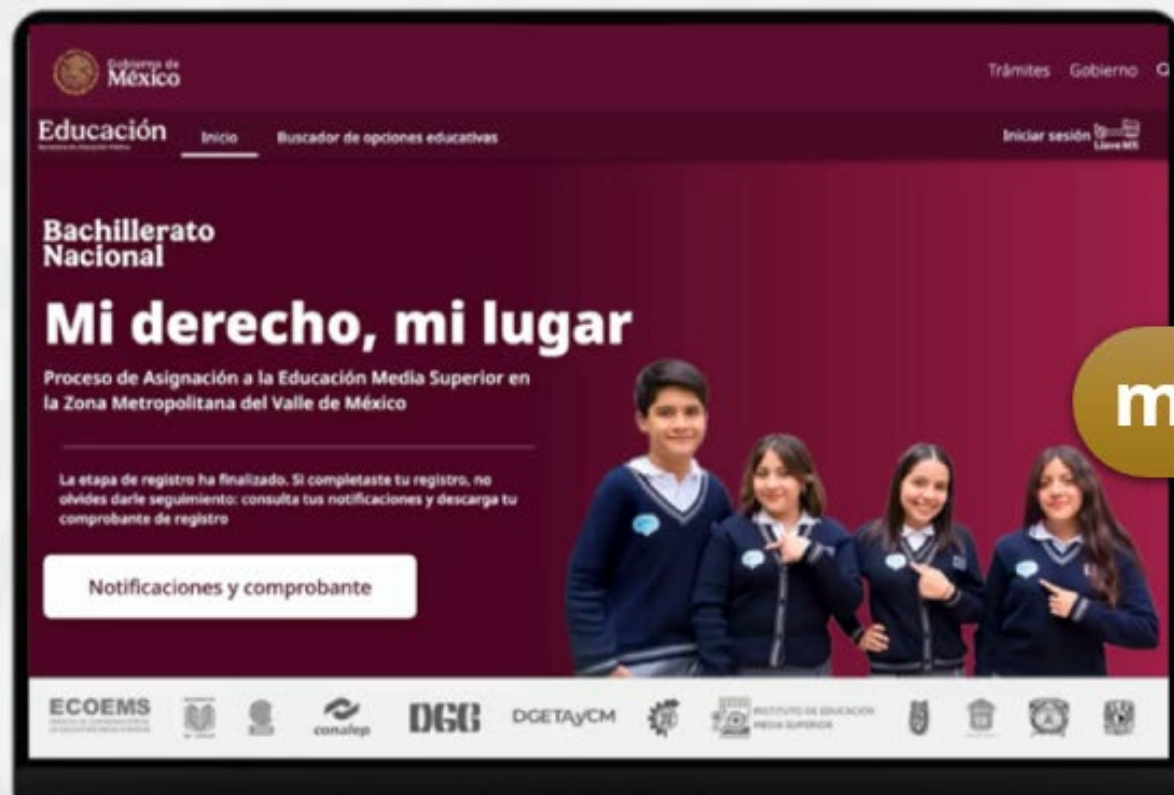 Gobierno de
México
Trámites Gobierno
Educación
Inicio
Buscador de opciones educativas
Iniciar sesión
Llave MX
Bachillerato
Nacional
Mi derecho, mi lugar
Proceso de Asignación a la Educación Media Superior en
la Zona Metropolitana del Valle de México
m
La etapa de registro ha finalizado. Si completaste tu registro, no
olvides darle seguimiento: consulta tus notificaciones y descarga tu
comprobante de registro
Notificaciones y comprobante
ECOEMS
conalep
DGB
DGETAyCM
INSTITUTO DE EDUCACIÓN
MEDIA SUPERIOR